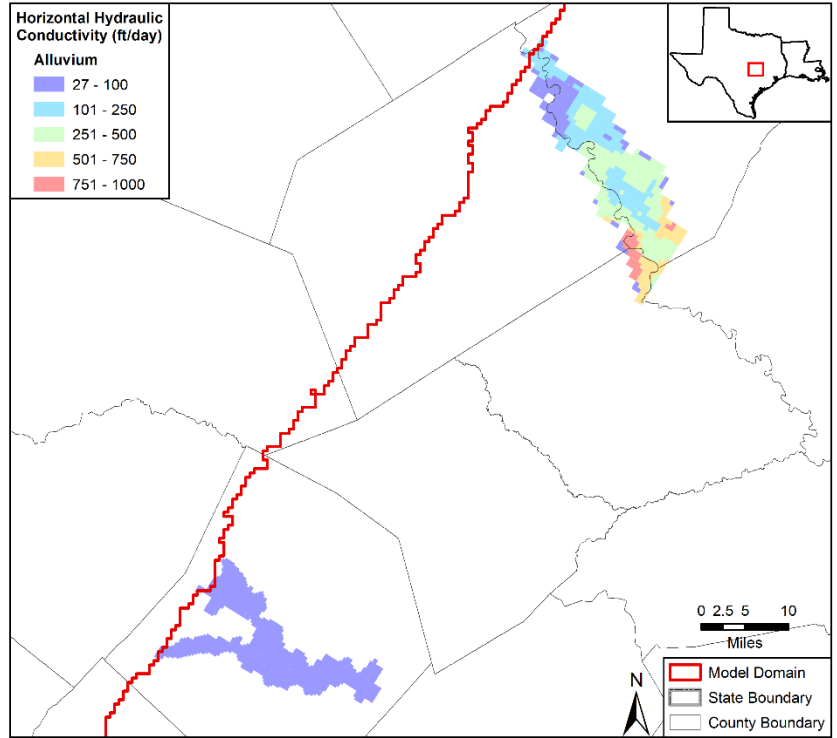 Horizontal Hydraulic
Conductivity (ft/day)
Alluvium
27 - 100
101 - 250
251 - 500
501 - 750
751 - 1000
0 2.5 5 10
Miles
N
Model Domain
State Boundary
County Boundary